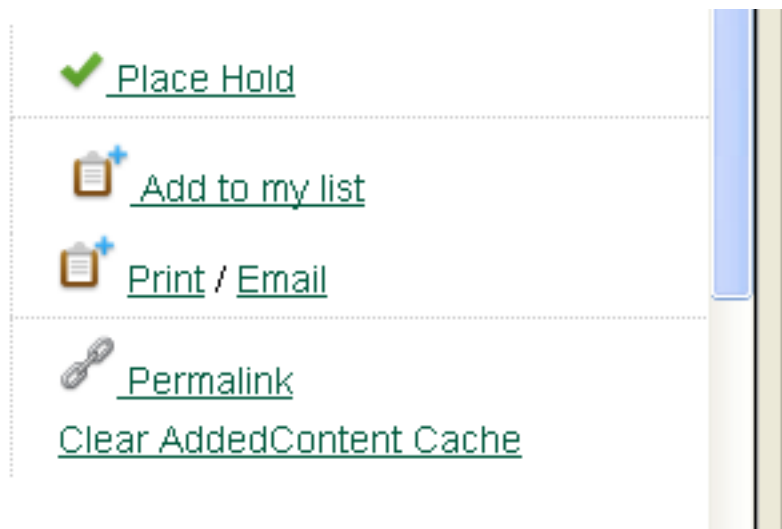 Place Hold
Add to my list
Print / Email
Permalink
Clear AddedContent Cache